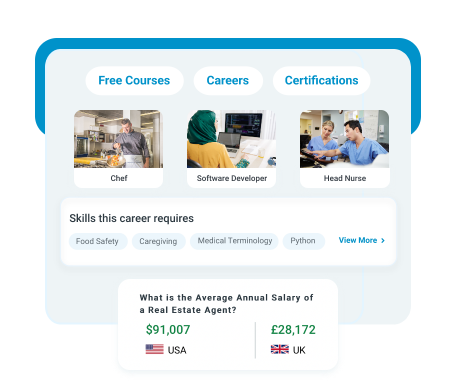 Free Courses
Careers
Certifications
Chef
Software Developer
Head Nurse
Skills this career requires
Food Safety
Caregiving
Medical Terminology
Python
View More
What is the Average Annual Salary of
a Real Estate Agent?
$91,007
£28,172
USA
UK